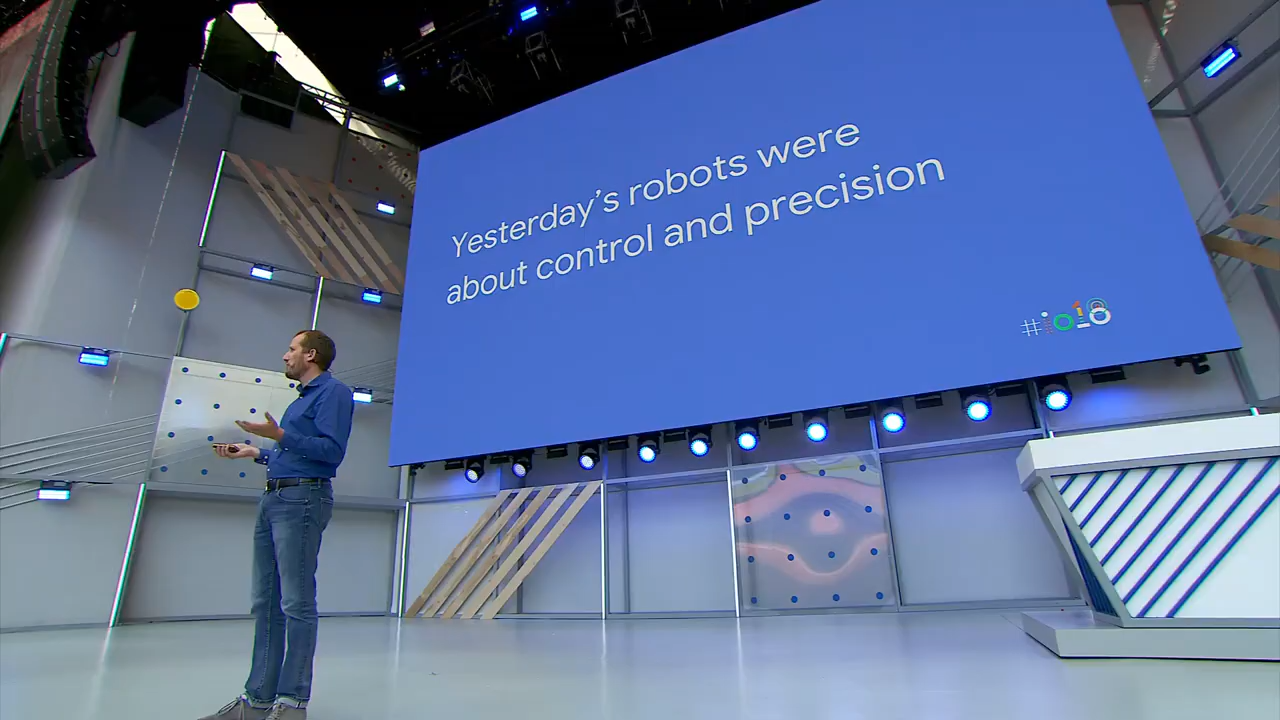 Yesterday’s robots were
about control and precision
#io18